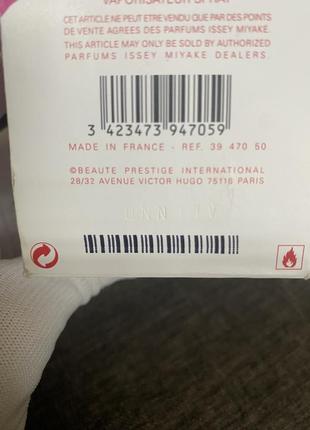 VAPORISATEUR SPRAY
CET ARTICLE NE PEUT ETRE VENDU QUE PAR DES POINTS
DE VENTE AGREES DES PARFUMS ISSEY MIYAKE.
THIS ARTICLE MAY ONLY BE SOLD BY AUTHORIZED
PARFUMS ISSEY MIYAKE DEALERS.
3 423473 947059
MADE IN FRANCE - REF. 39 470 50
©BEAUTE PRESTIGE INTERNATIONAL
28/32 AVENUE VICTOR HUGO 75116 PARIS